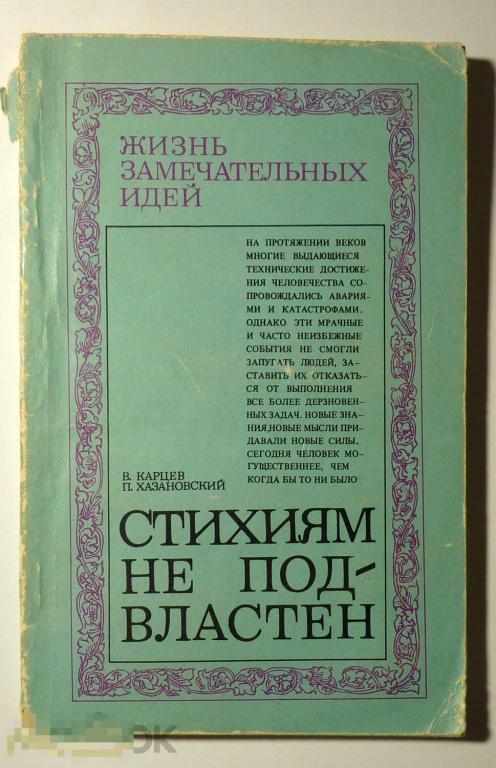 ЖИЗНЬ
ЗАМЕЧАТЕЛЬНЫХ
ИДЕЙ
НА ПРОТЯЖЕНИИ ВЕКОВ
МНОГИЕ ВЫДАЮЩИЕСЯ
ТЕХНИЧЕСКИЕ ДОСТИЖЕ-
НИЯ ЧЕЛОВЕЧЕСТВА СО-
ПРОВОЖДАЛИСЬ АВАРИЯ-
МИ И КАТАСТРОФАМИ.
ОДНАКО ЭТИ МРАЧНЫЕ
И ЧАСТО НЕИЗБЕЖНЫЕ
СОБЫТИЯ НЕ СМОГЛИ
ЗАПУГАТЬ ЛЮДЕЙ, ЗА-
СТАВИТЬ ИХ ОТКАЗАТЬ-
СЯ ОТ ВЫПОЛНЕНИЯ
ВСЕ БОЛЕЕ ДЕРЗНОВЕН-
НЫХ ЗАДАЧ. НОВЫЕ ЗНА-
НИЯ, НОВЫЕ МЫСЛИ ПРИ-
ДАВАЛИ НОВЫЕ СИЛЫ.
СЕГОДНЯ ЧЕЛОВЕК МО-
ГУЩЕСТВЕННЕЕ, ЧЕМ
КОГДА БЫ ТО НИ БЫЛО
В. КАРЦЕВ
П. ХАЗАНОВСКИЙ
СТИХИЯМ
НЕ ПОД-
ВЛАСТЕН